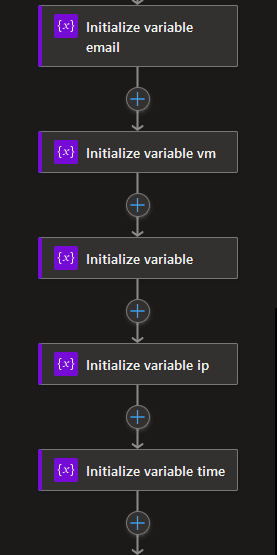 {x} Initialize variable
email
{x} Initialize variable vm
{x} Initialize variable
{x} Initialize variable ip
{x} Initialize variable time